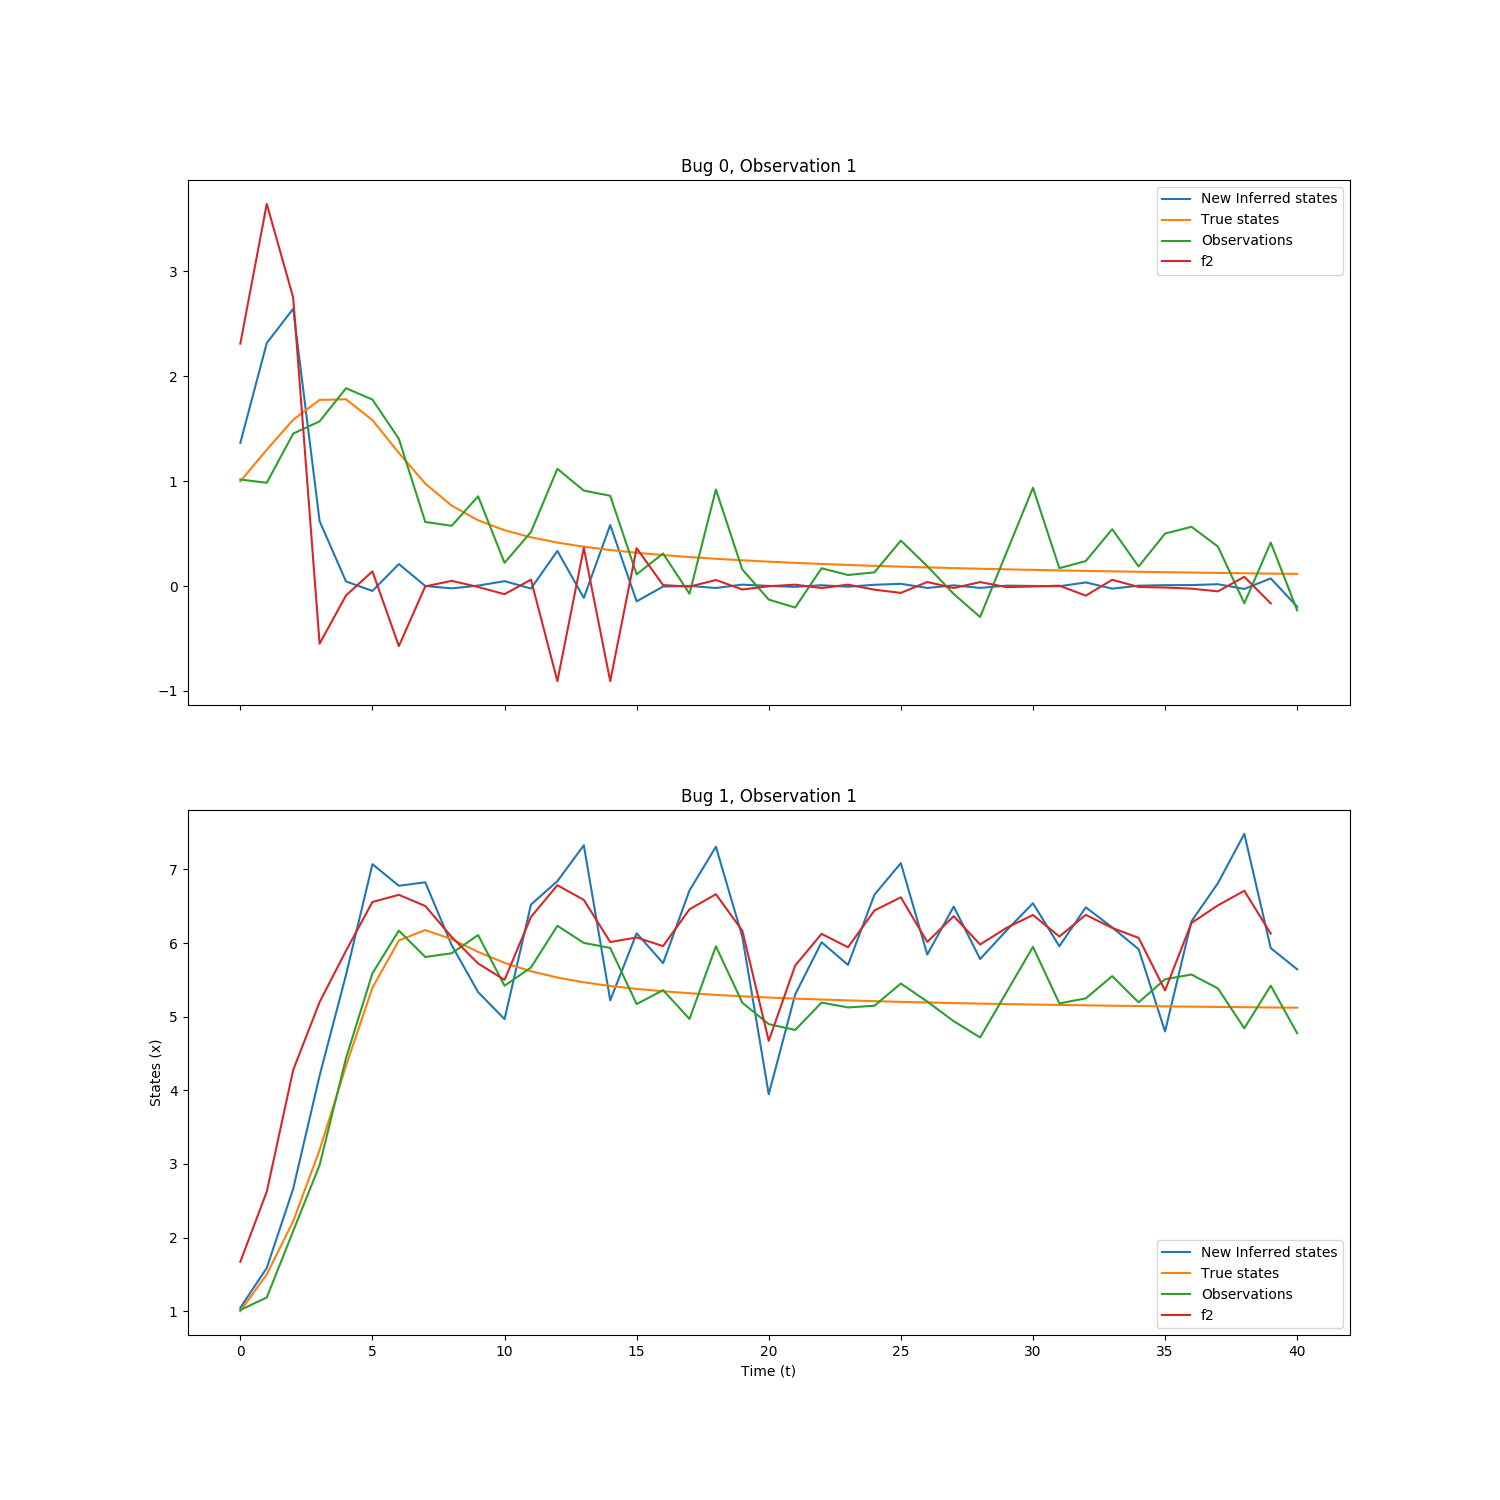 Bug 0, Observation 1
New Inferred states
True states
Observations
f2
3
2
1
0
−1
Bug 1, Observation 1
7
6
5
4
3
2
1
States (x)
New Inferred states
True states
Observations
f2
0 5 10 15 20 25 30 35 40
Time (t)